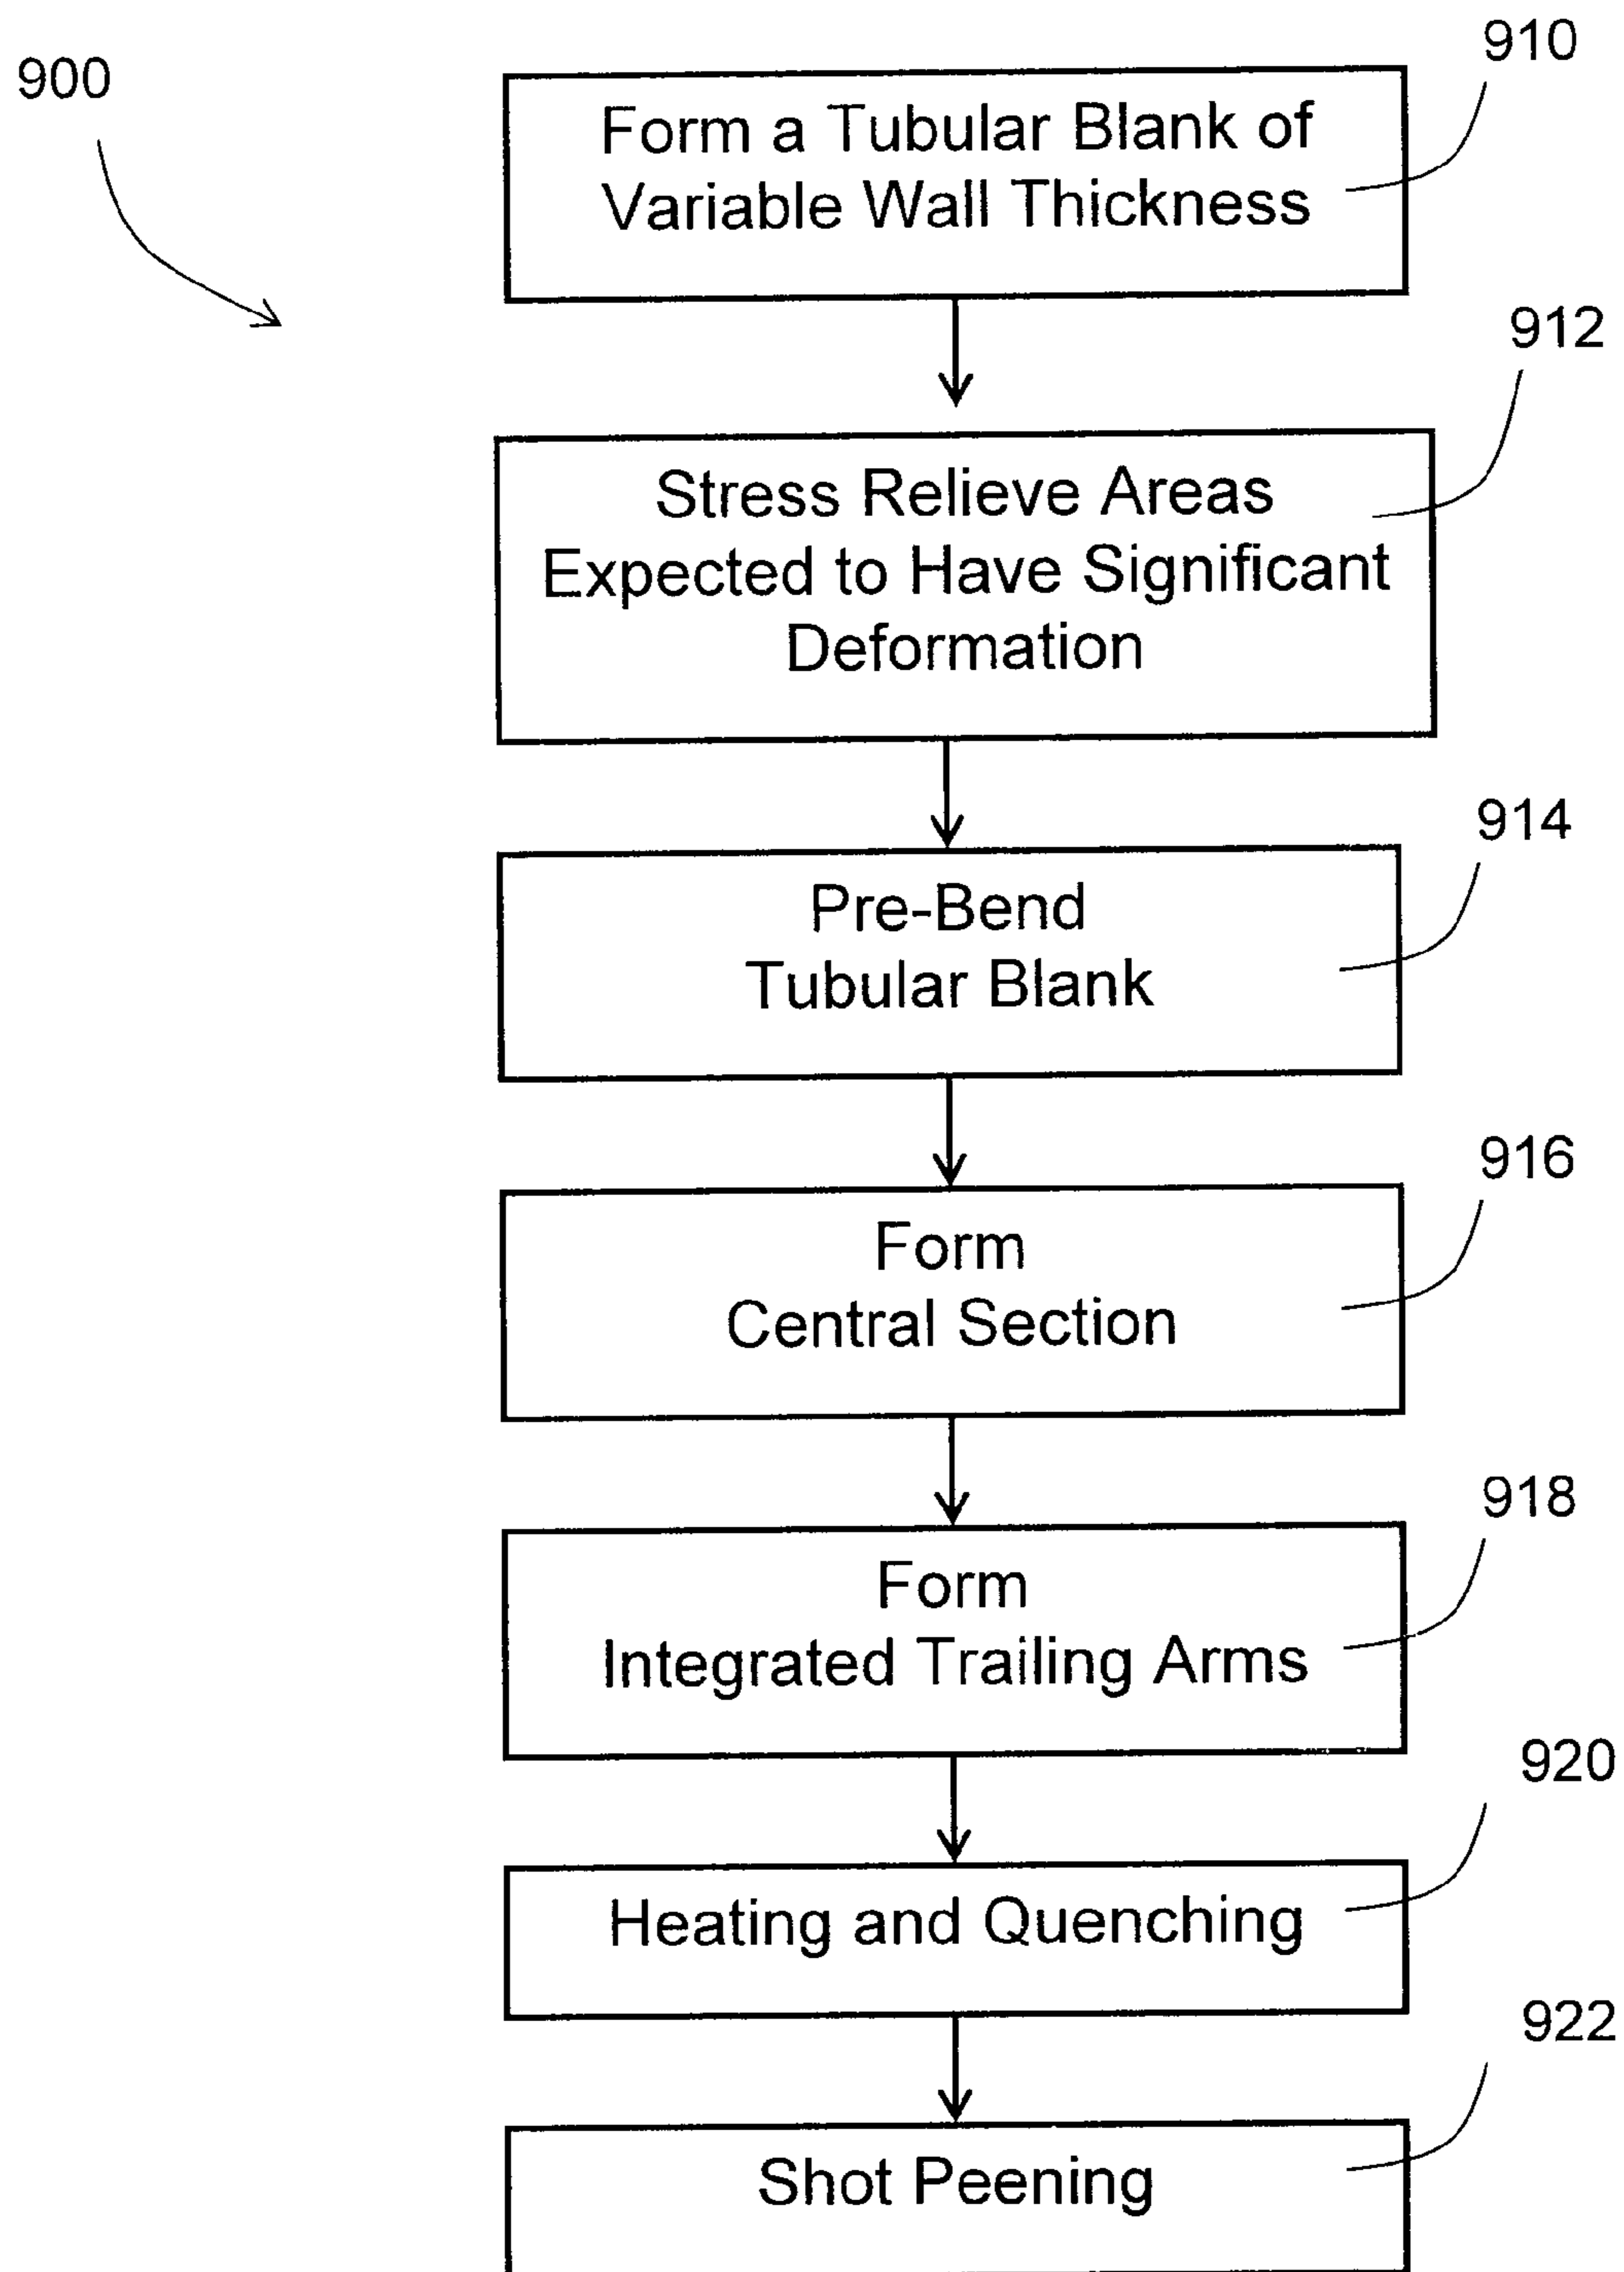 900
910
Form a Tubular Blank of
Variable Wall Thickness
912
Stress Relieve Areas
Expected to Have Significant
Deformation
914
Pre-Bend
Tubular Blank
916
Form
Central Section
918
Form
Integrated Trailing Arms
920
Heating and Quenching
922
Shot Peening